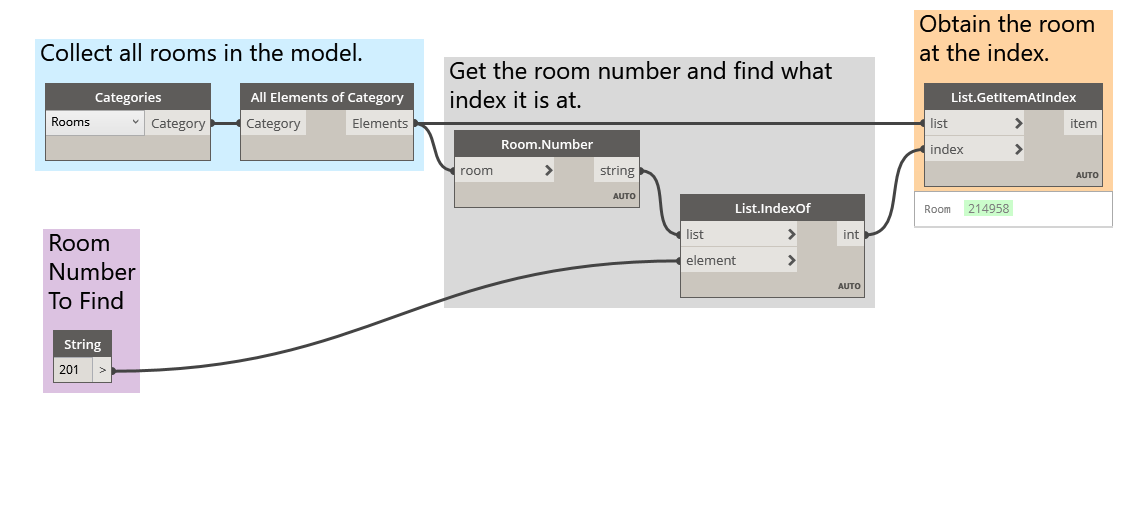 Collect all rooms in the model.
Categories
Rooms
Category
All Elements of Category
Category
Elements
Room
Number
To Find
String
201
>
Get the room number and find what
index it is at.
Room.Number
room
string
AUTO
List.IndexOf
list
int
element
AUTO
Obtain the room
at the index.
List.GetItemAtIndex
list
item
index
AUTO
Room 214958